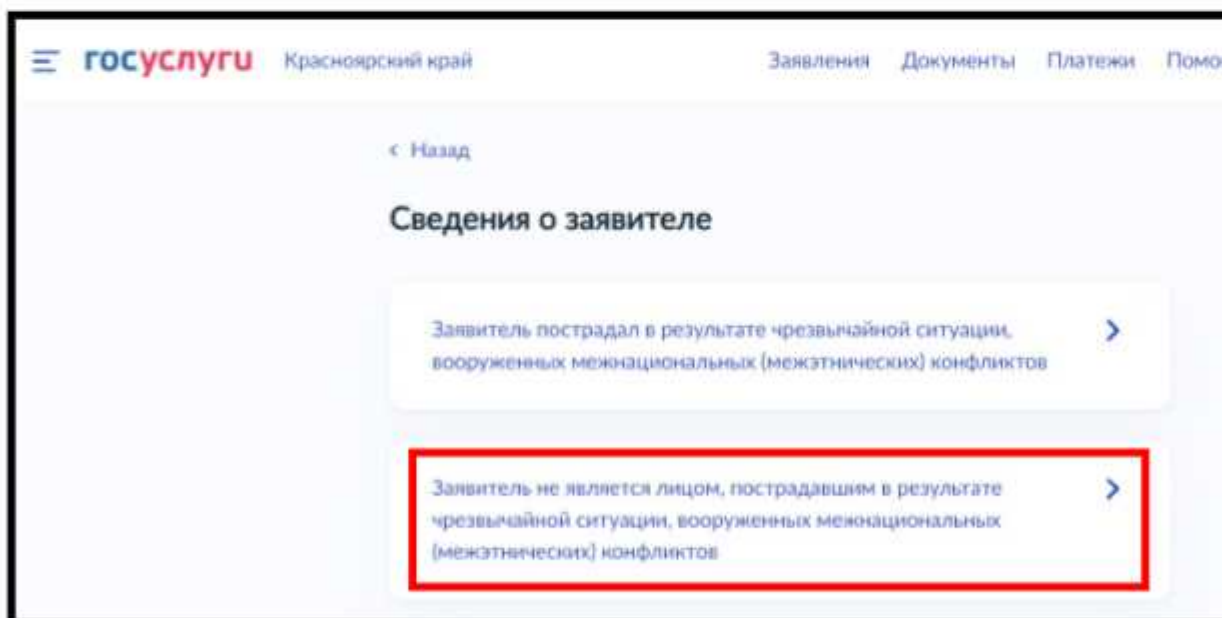 госуслуги Красноярский край Заявления Документы Платежи Помо
Назад
Сведения о заявителе
Заявитель пострадал в результате чрезвычайной ситуации,
вооруженных межнациональных (межэтнических) конфликтов
Заявитель не является лицом, пострадавшим в результате
чрезвычайной ситуации, вооруженных межнациональных
(межэтнических) конфликтов